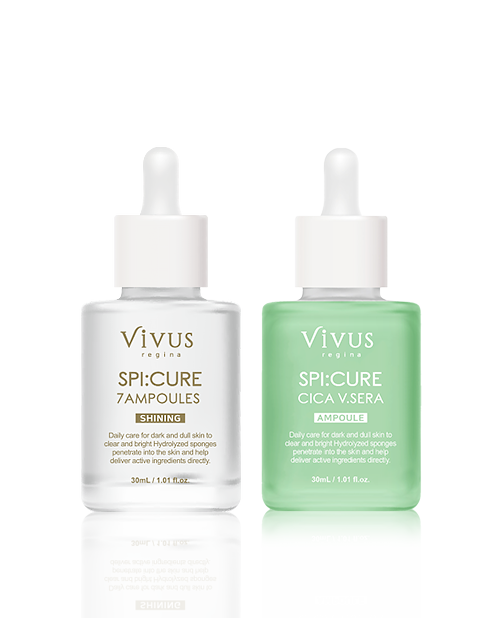 Vivus
regina
SPI:CURE
7AMPOULES
SHINING
Daily care for dark and dull skin to
clear and bright Hydrolyzed sponges
penetrate into the skin and help
deliver active ingredients directly.
30mL / 1.01 fl.oz.
Vivus
regina
SPI:CURE
CICA V.SERA
AMPOULE
Daily care for dark and dull skin to
clear and bright Hydrolyzed sponges
penetrate into the skin and help
deliver active ingredients directly.
30mL / 1.01 fl.oz.